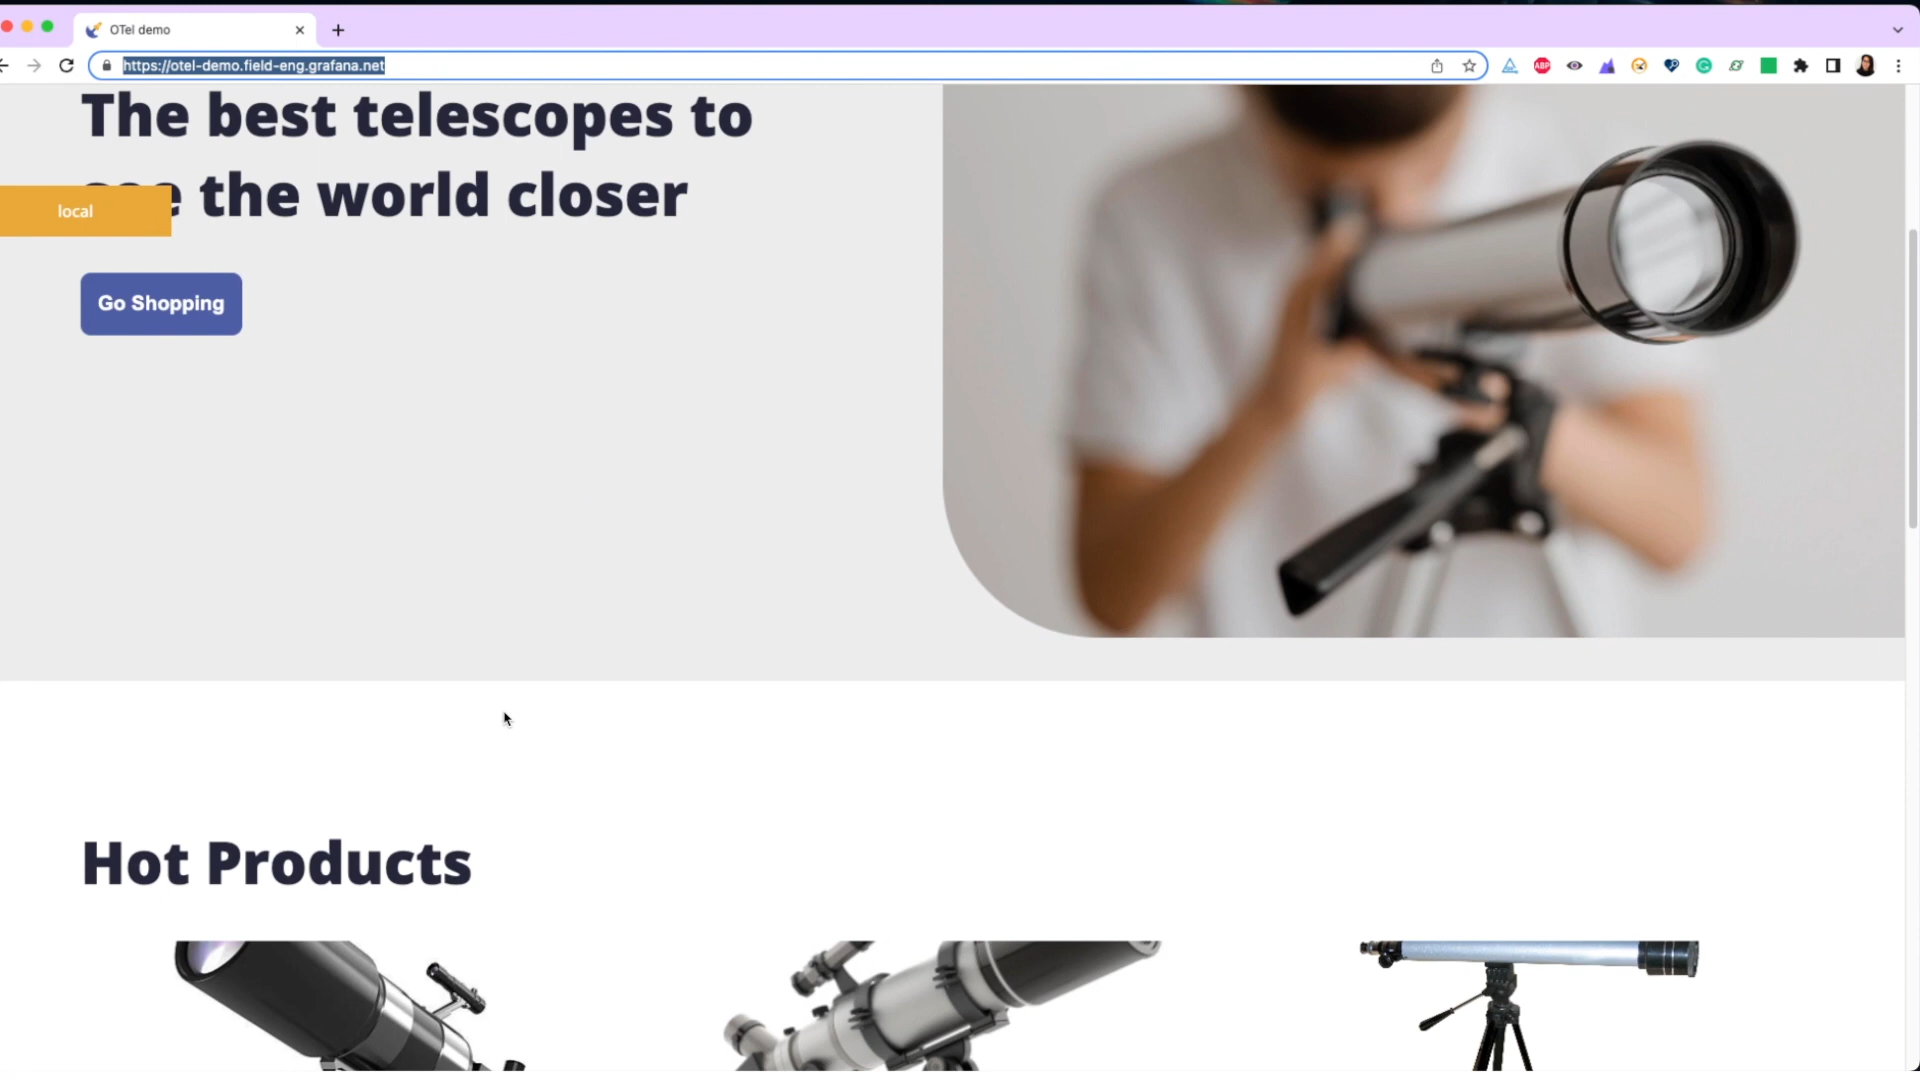 OTel demo
https://otel-demo.field-eng.grafana.net
ABP
The best telescopes to
the world closer
local
Go Shopping
Hot Products